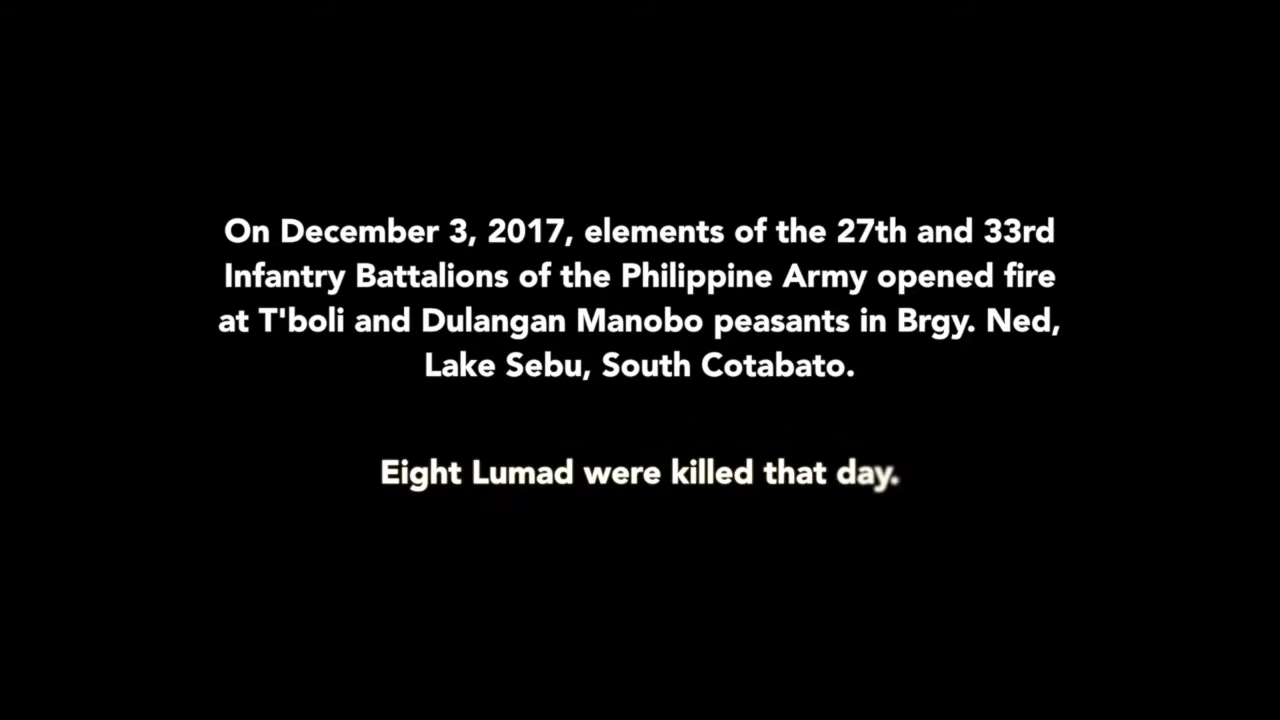 On December 3, 2017, elements of the 27th and 33rd
Infantry Battalions of the Philippine Army opened fire
at T'boli and Dulangan Manobo peasants in Brgy. Ned,
Lake Sebu, South Cotabato.
Eight Lumad were killed that day.